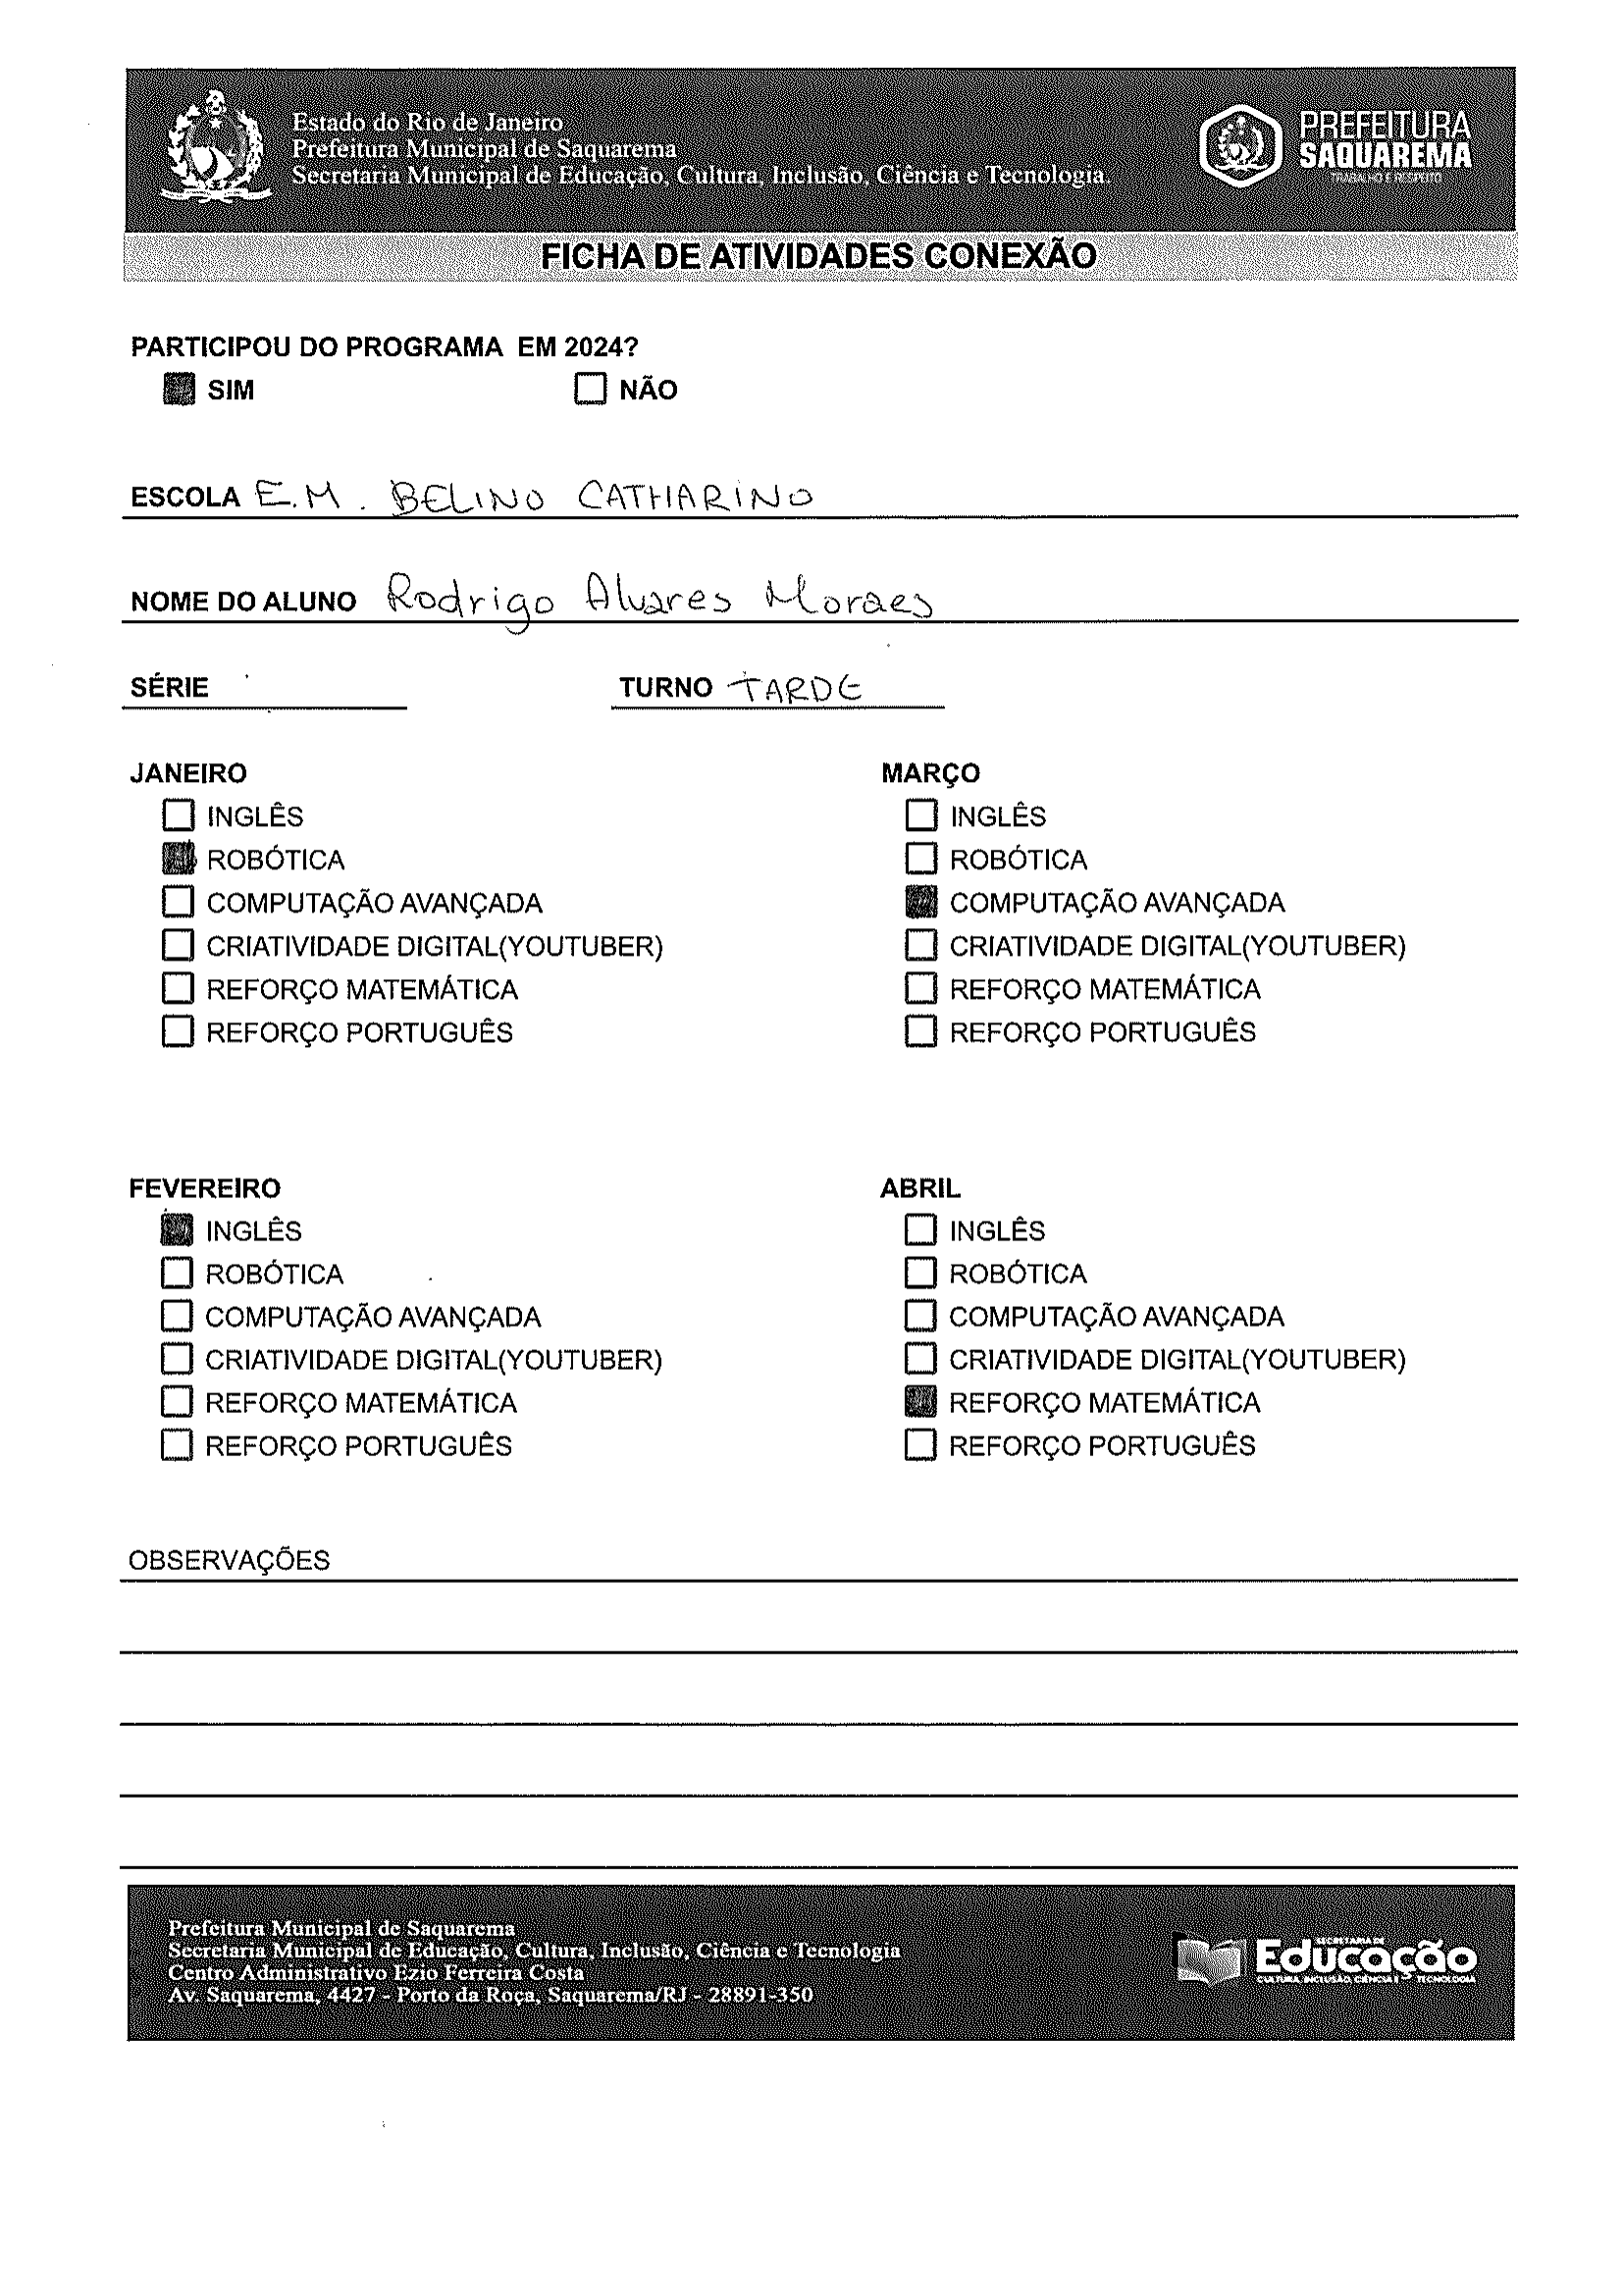 Estado do Rio de Janeiro
Prefeitura Municipal de Saquarema
Secretaria Municipal de Educação, Cultura, Inclusão, Ciência e Tecnologia
PREFEITURA
SAQUAREMA
TRABALHO E RESPEITO
FICHA DE ATIVIDADES CONEXÃO
PARTICIPOU DO PROGRAMA EM 2024?
SIM NÃO
ESCOLA E.M. BELINO CATHARINO
NOME DO ALUNO Rodrigo Alvares Moraes
SÉRIE TURNO TARDE
JANEIRO
INGLÊS
ROBÓTICA
COMPUTAÇÃO AVANÇADA
CRIATIVIDADE DIGITAL(YOUTUBER)
REFORÇO MATEMÁTICA
REFORÇO PORTUGUÊS
MARÇO
INGLÊS
ROBÓTICA
COMPUTAÇÃO AVANÇADA
CRIATIVIDADE DIGITAL(YOUTUBER)
REFORÇO MATEMÁTICA
REFORÇO PORTUGUÊS
FEVEREIRO
INGLÊS
ROBÓTICA
COMPUTAÇÃO AVANÇADA
CRIATIVIDADE DIGITAL(YOUTUBER)
REFORÇO MATEMÁTICA
REFORÇO PORTUGUÊS
ABRIL
INGLÊS
ROBÓTICA
COMPUTAÇÃO AVANÇADA
CRIATIVIDADE DIGITAL(YOUTUBER)
REFORÇO MATEMÁTICA
REFORÇO PORTUGUÊS
OBSERVAÇÕES
Prefeitura Municipal de Saquarema
Secretaria Municipal de Educação, Cultura, Inclusão, Ciência e Tecnologia
Centro Administrativo Ezio Ferreira Costa
Av. Saquarema, 4427 - Porto da Roça, Saquarema/RJ - 28891-350
SECRETARIA DE
Educação
CULTURA, INCLUSÃO, CIÊNCIA E TECNOLOGIA